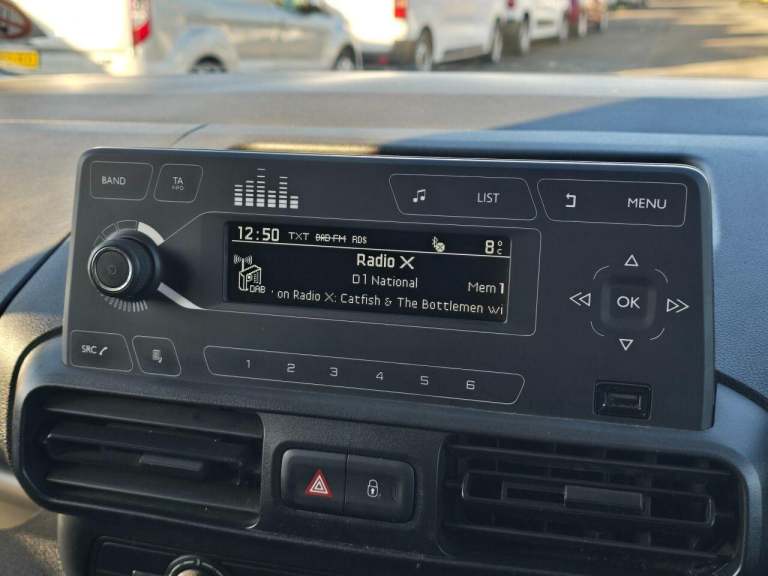 BAND
TA
INFO
LIST
MENU
12:50 TXT DAB-FM RDS 8°C
Radio X
D1 National
Mem 1
DAB
· on Radio X: Catfish & The Bottlemen wi
OK
SRC
1 2 3 4 5 6